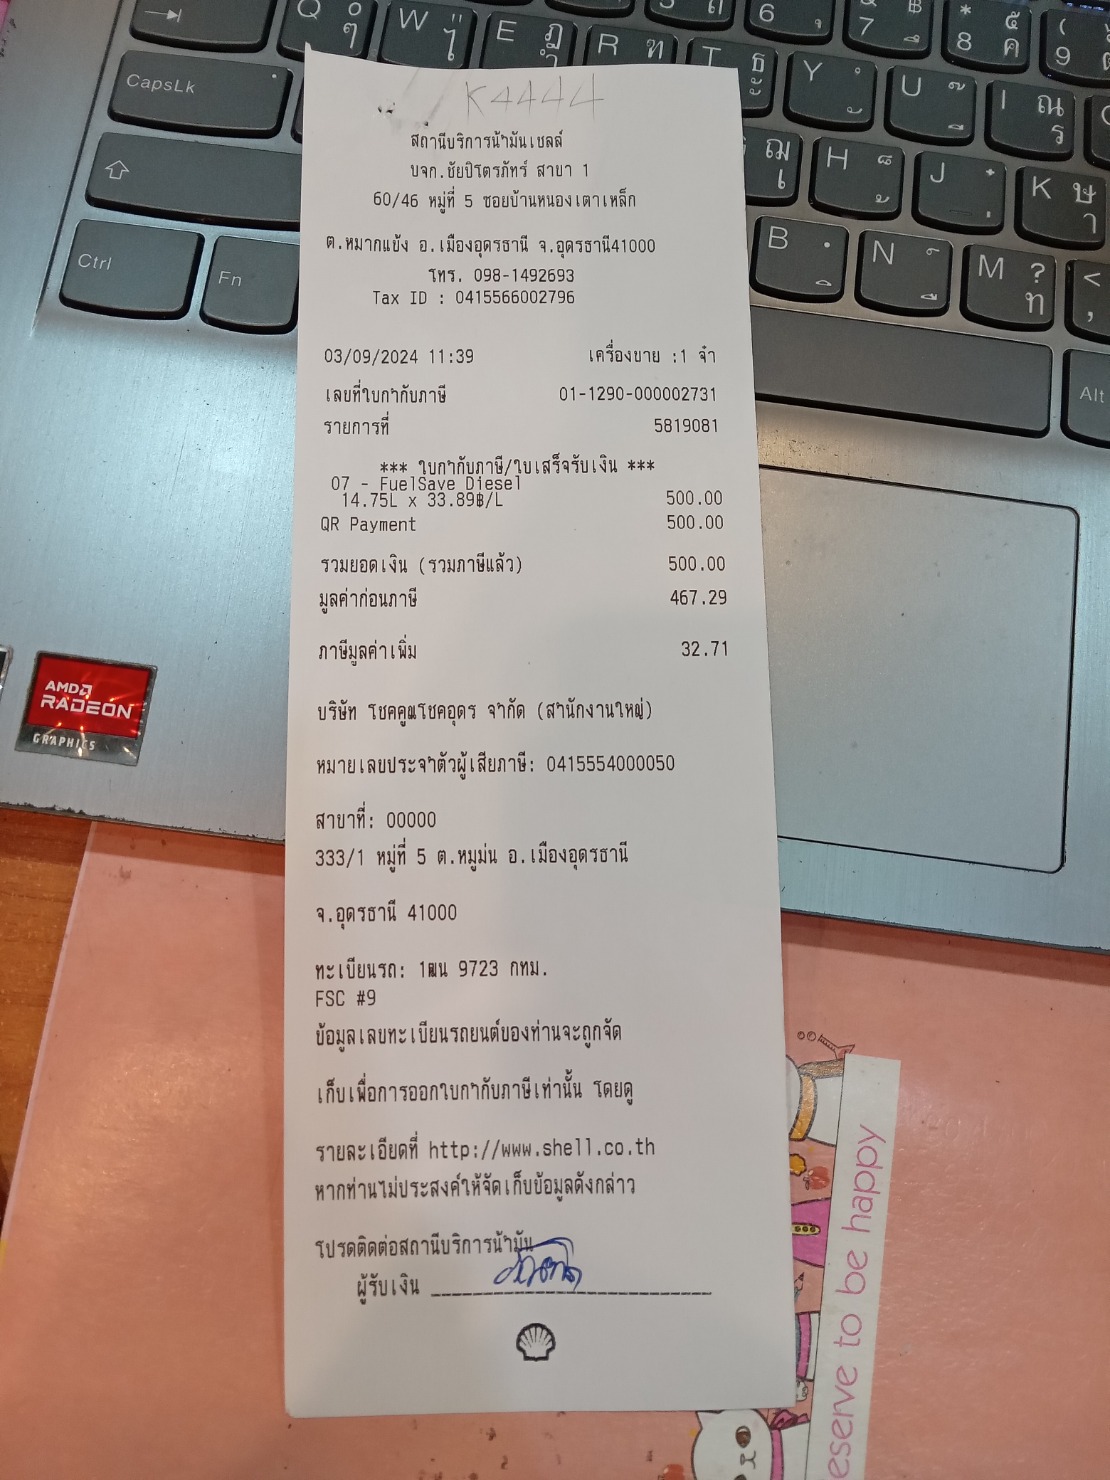 K4444
สถานีบริการน้ำมันเชลล์
บจก.ชัยปิโตรภัทร์ สาขา 1
60/46 หมู่ที่ 5 ซอยบ้านหนองเตาเหล็ก
ต.หมากแข้ง อ.เมืองอุดรธานี จ.อุดรธานี41000
โทร. 098-1492693
Tax ID : 0415566002796
03/09/2024 11:39 เครื่องขาย :1 จ๋า
เลขที่ใบกำกับภาษี 01-1290-000002731
รายการที่ 5819081
*** ใบกำกับภาษี/ใบเสร็จรับเงิน ***
07 - FuelSave Diesel
14.75L x 33.89฿/L 500.00
QR Payment 500.00
รวมยอดเงิน (รวมภาษีแล้ว) 500.00
มูลค่าก่อนภาษี 467.29
ภาษีมูลค่าเพิ่ม 32.71
บริษัท โชคคูณโชคอุดร จำกัด (สำนักงานใหญ่)
หมายเลขประจำตัวผู้เสียภาษี: 0415554000050
สาขาที่: 00000
333/1 หมู่ที่ 5 ต.หมูม่น อ.เมืองอุดรธานี
จ.อุดรธานี 41000
ทะเบียนรถ: 1ฒน 9723 กทม.
FSC #9
ข้อมูลเลขทะเบียนรถยนต์ของท่านจะถูกจัด
เก็บเพื่อการออกใบกำกับภาษีเท่านั้น โดยดู
รายละเอียดที่ http://www.shell.co.th
หากท่านไม่ประสงค์ให้จัดเก็บข้อมูลดังกล่าว
โปรดติดต่อสถานีบริการน้ำมัน
ผู้รับเงิน
CapsLk
Ctrl
Fn
Alt
Q
W
E
R
T
Y
U
I
H
J
K
B
N
M
6
7
8
9
AMD
RADEON
GRAPHICS
eserve to be happy